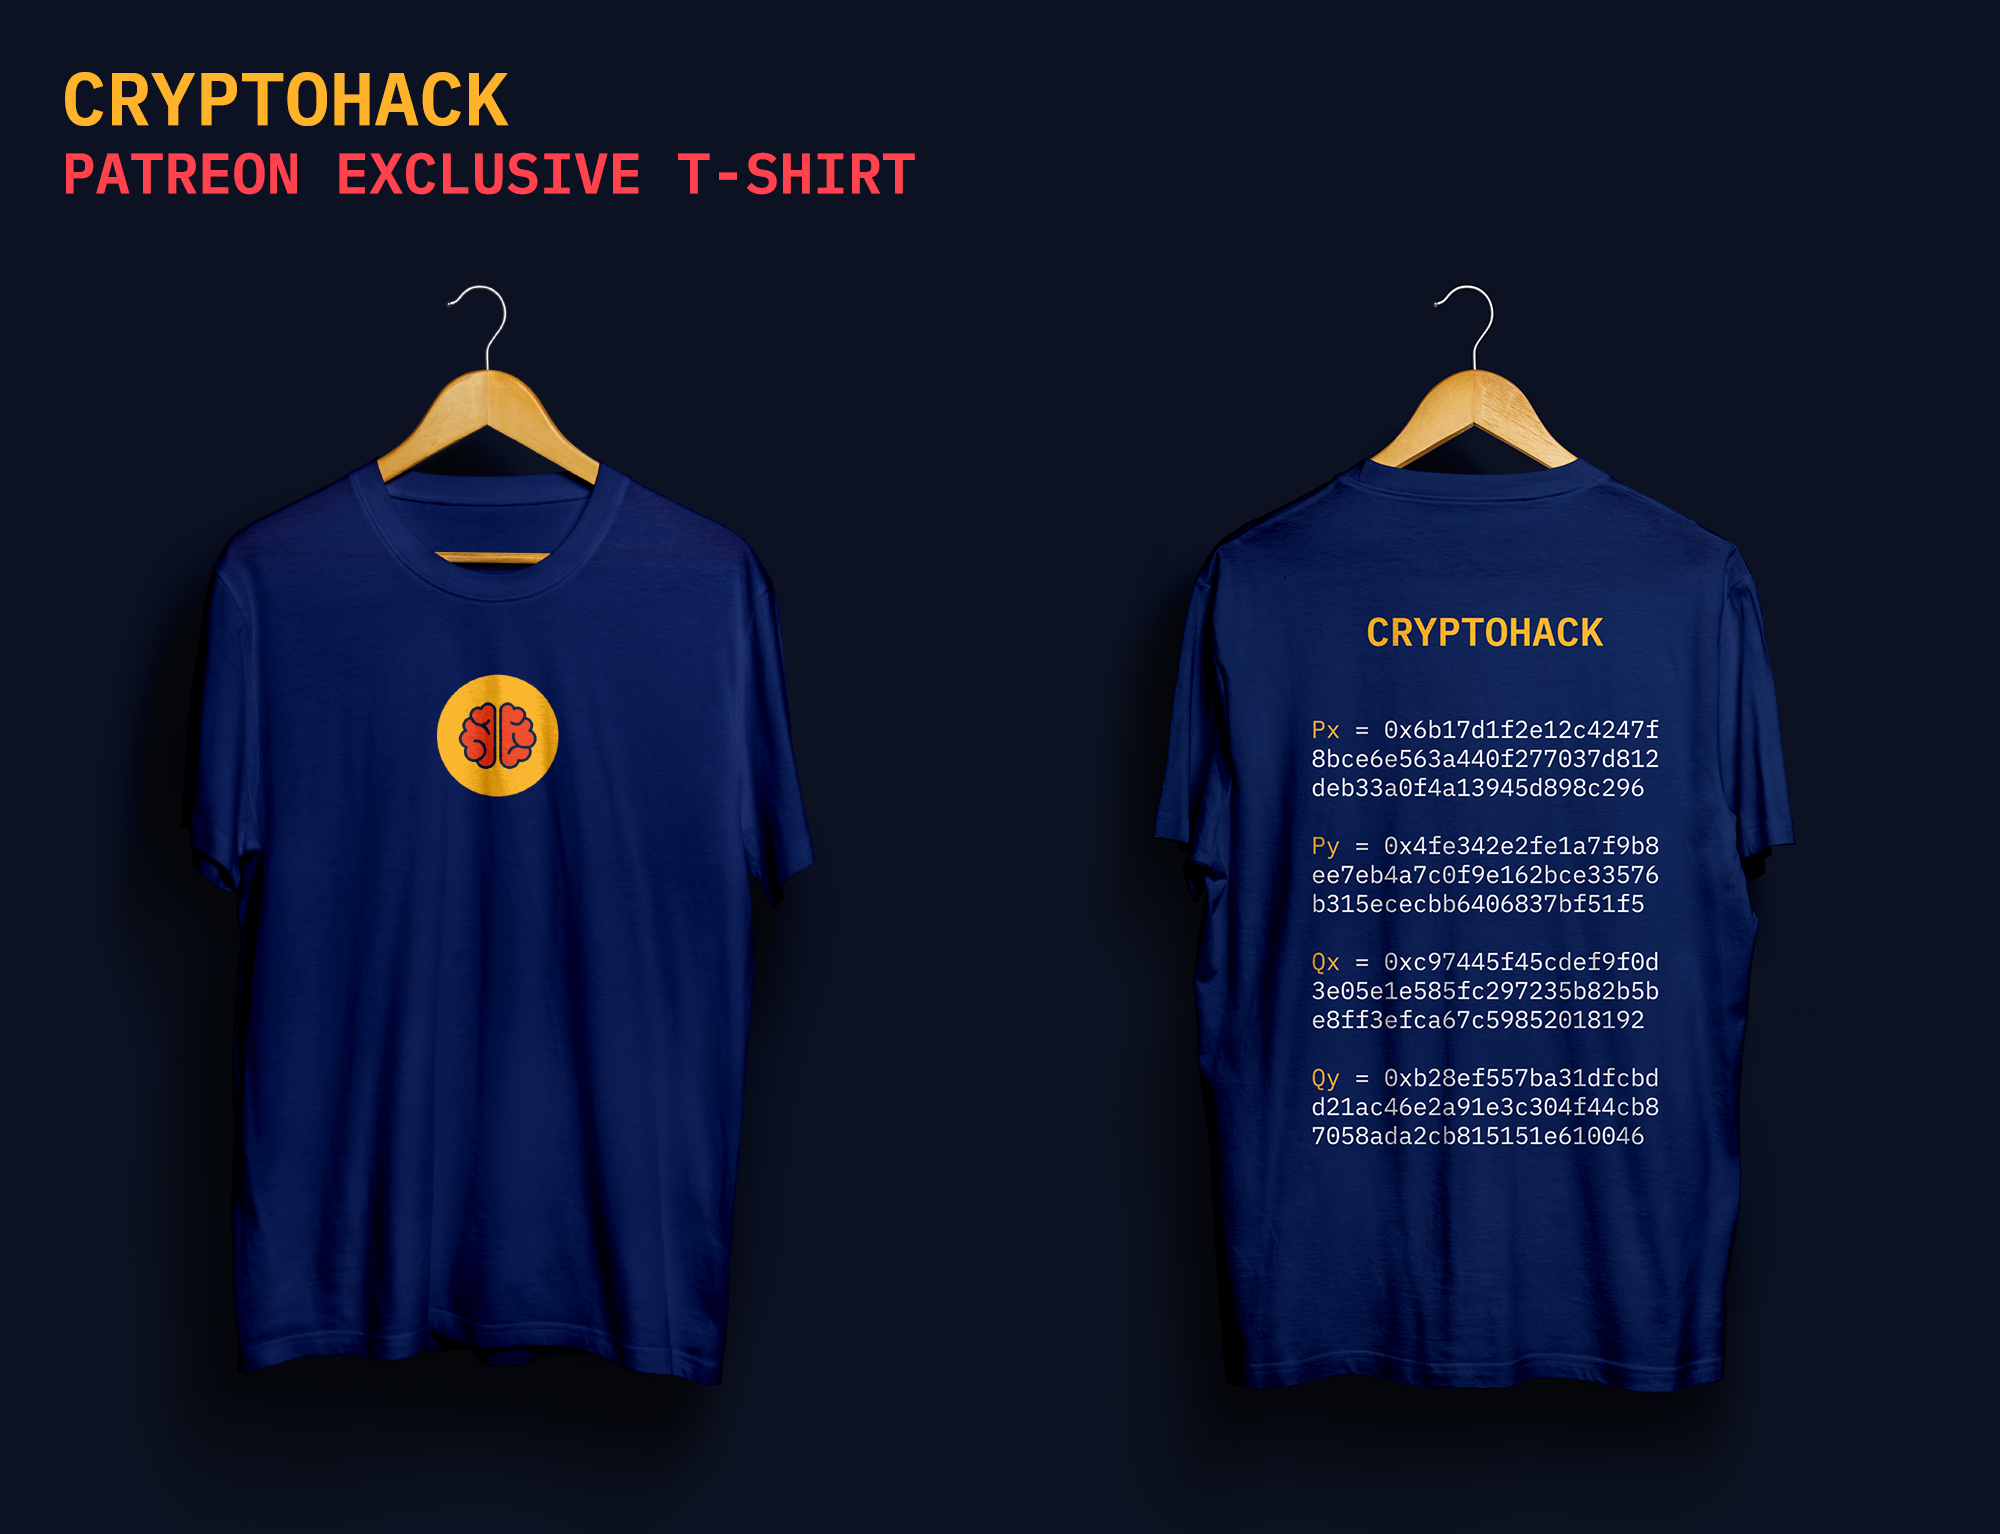 CRYPTOHACK
PATREON EXCLUSIVE T-SHIRT
CRYPTOHACK
Px = 0x6b17d1f2e12c4247f
8bce6e563a440f277037d812
deb33a0f4a13945d898c296
Py = 0x4fe342e2fe1a7f9b8
ee7eb4a7c0f9e162bce33576
b315ececbb6406837bf51f5
Qx = 0xc97445f45cdef9f0d
3e05e1e585fc297235b82b5b
e8ff3efca67c59852018192
Qy = 0xb28ef557ba31dfcbd
d21ac46e2a91e3c304f44cb8
7058ada2cb815151e610046